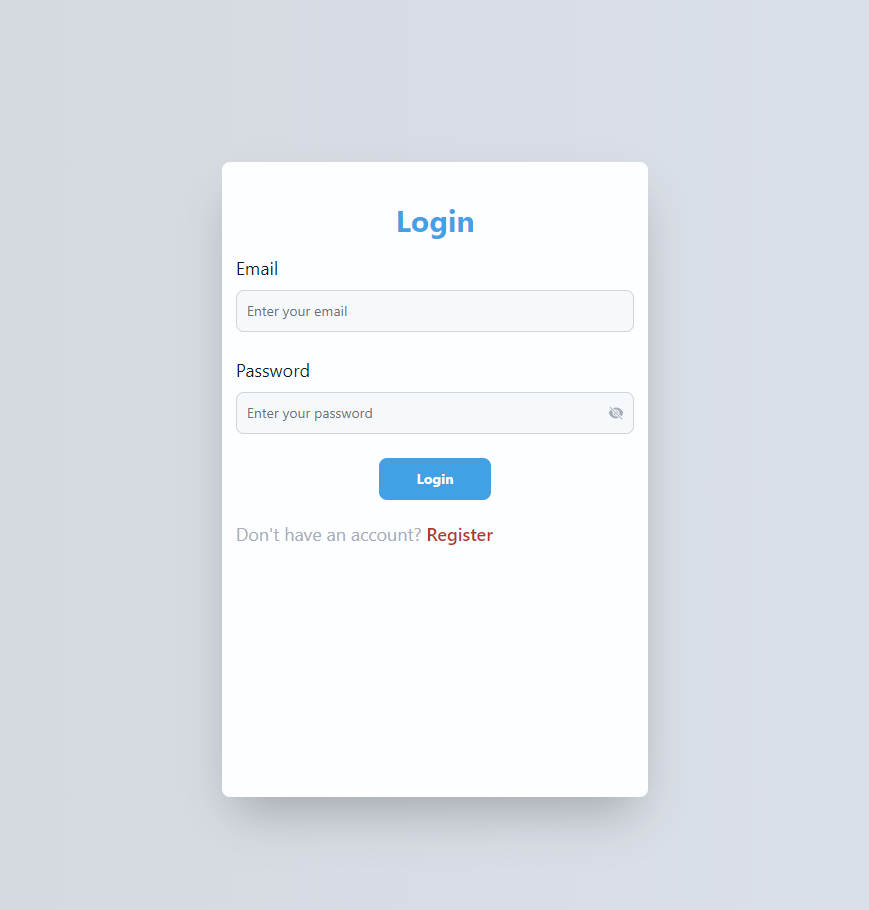 Login
Email
Enter your email
Password
Enter your password
Login
Don't have an account? Register